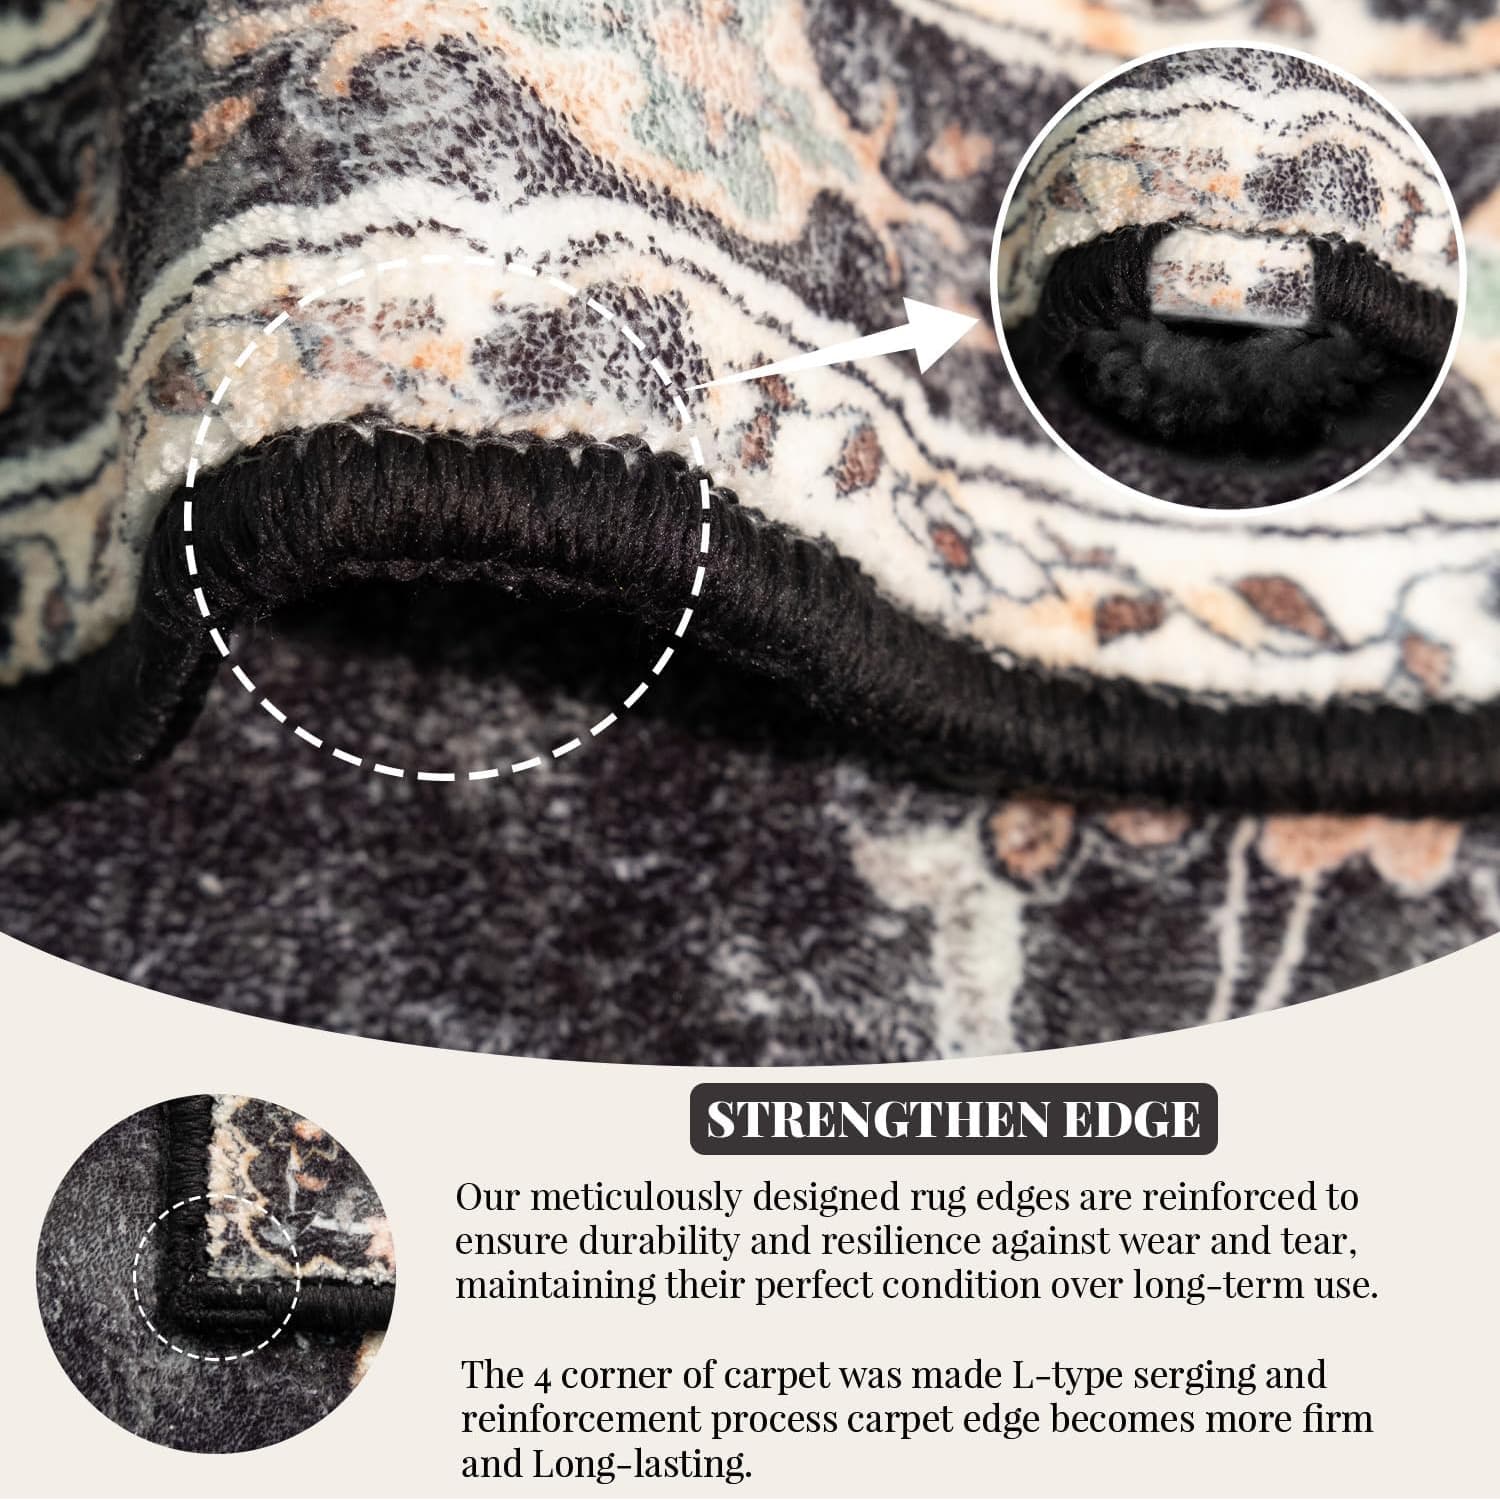 STRENGTHEN EDGE
Our meticulously designed rug edges are reinforced to
ensure durability and resilience against wear and tear,
maintaining their perfect condition over long-term use.
The 4 corner of carpet was made L-type serging and
reinforcement process carpet edge becomes more firm
and Long-lasting.